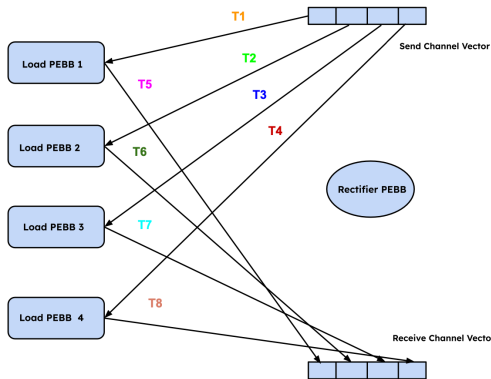 T1
Send Channel Vector
Load PEBB 1
T2
T5
T3
T4
Load PEBB 2
T6
Rectifier PEBB
Load PEBB 3
T7
T8
Load PEBB 4
Receive Channel Vecto